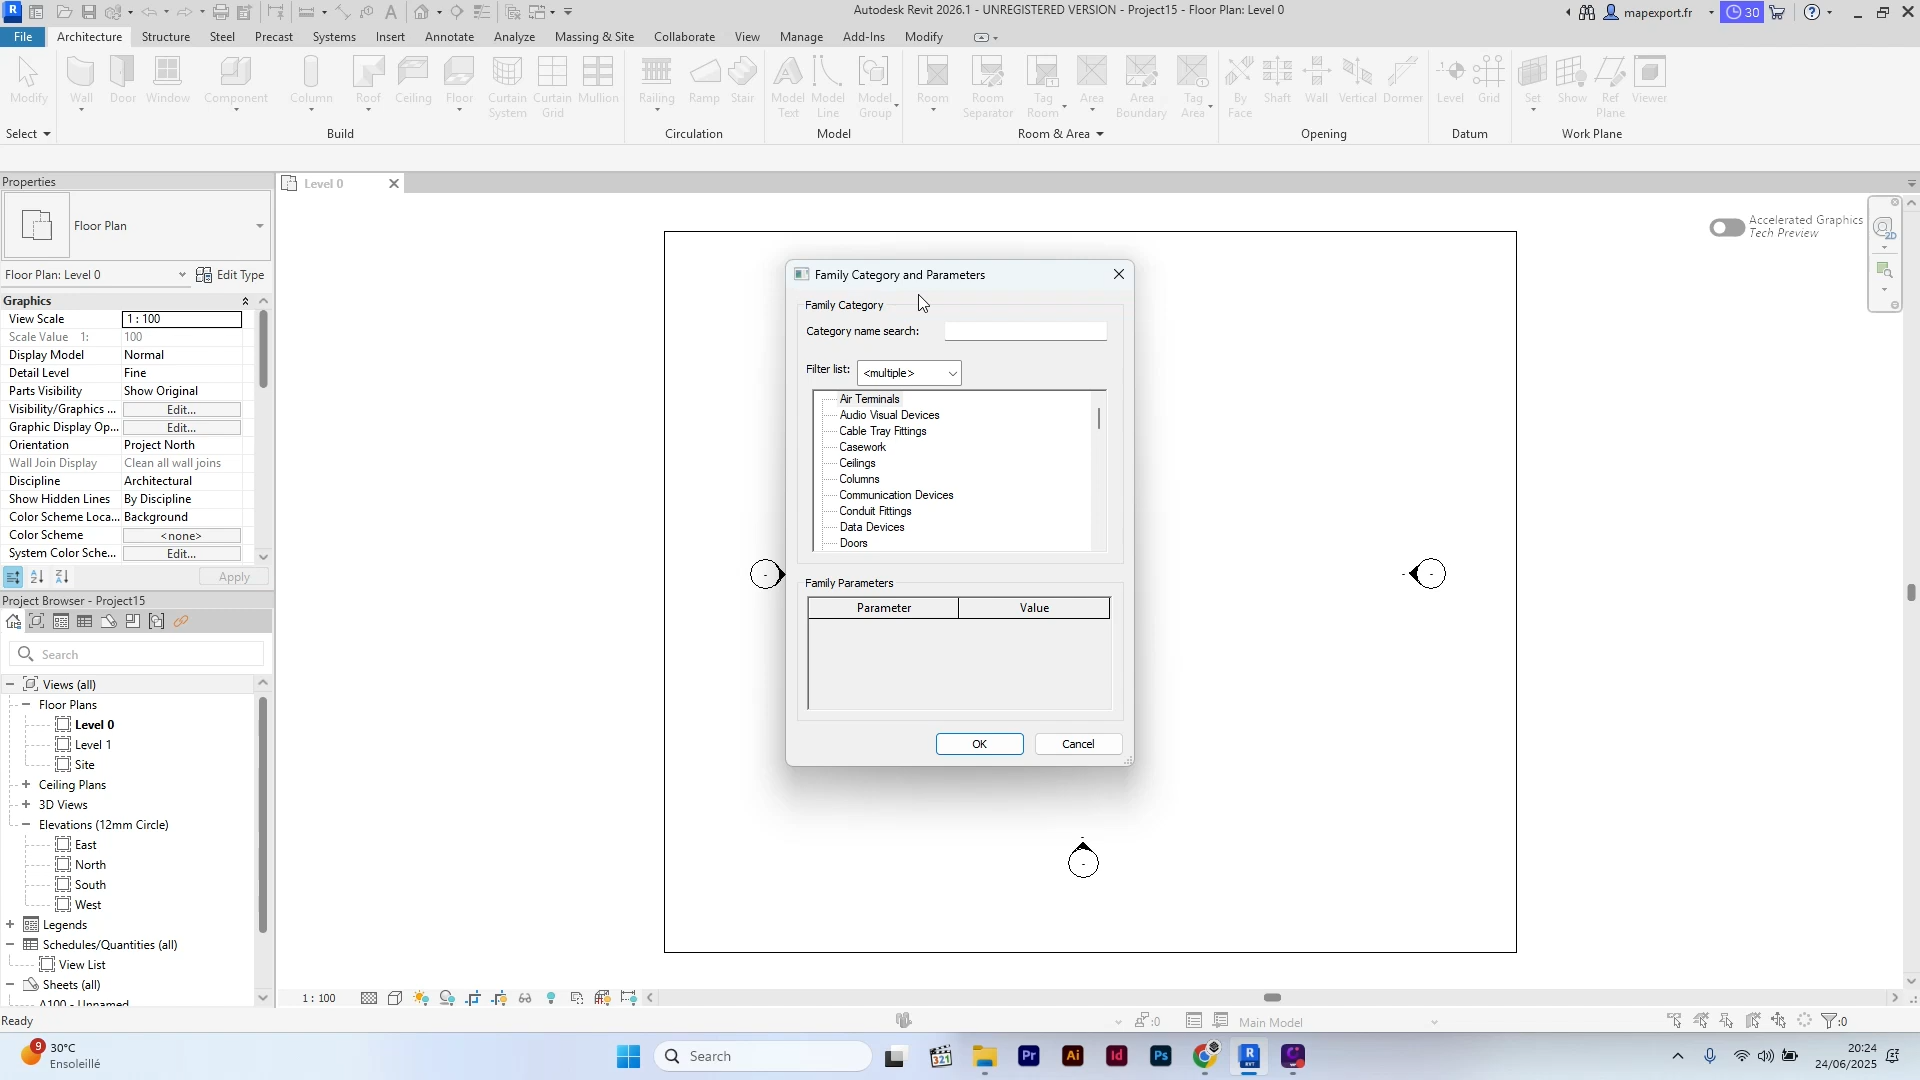 Autodesk Revit 2026.1 - UNREGISTERED VERSION - Project15 - Floor Plan: Level 0
mapexport.fr
30
File Architecture Structure Steel Precast Systems Insert Annotate Analyze Massing & Site Collaborate View Manage Add-Ins Modify
Modify Wall Door Window Component Column Roof Ceiling Floor Curtain System Curtain Grid Mullion Railing Ramp Stair Model Text Model Line Model Group Room Room Separator Tag Room Area Area Boundary Tag Area By Face Shaft Wall Vertical Dormer Level Grid Set Show Ref Plane Viewer
Select Build Circulation Model Room & Area Opening Datum Work Plane
Properties
Level 0
Floor Plan
Floor Plan: Level 0
Edit Type
Graphics
View Scale 1 : 100
Scale Value 1: 100
Display Model Normal
Detail Level Fine
Parts Visibility Show Original
Visibility/Graphics ... Edit...
Graphic Display Op... Edit...
Orientation Project North
Wall Join Display Clean all wall joins
Discipline Architectural
Show Hidden Lines By Discipline
Color Scheme Loca... Background
Color Scheme <none>
System Color Sche... Edit...
Apply
Project Browser - Project15
Search
Views (all)
Floor Plans
Level 0
Level 1
Site
Ceiling Plans
3D Views
Elevations (12mm Circle)
East
North
South
West
Legends
Schedules/Quantities (all)
View List
Sheets (all)
A100 - Unnamed
Accelerated Graphics
Tech Preview
2D
Family Category and Parameters
Family Category
Category name search:
Filter list: <multiple>
Air Terminals
Audio Visual Devices
Cable Tray Fittings
Casework
Ceilings
Columns
Communication Devices
Conduit Fittings
Data Devices
Doors
Family Parameters
Parameter Value
OK Cancel
1 : 100
Ready
:0
Main Model
:0
9
30°C
Ensoleillé
Search
321
Pr
Ai
Id
Ps
R
RVT
20:24
24/06/2025